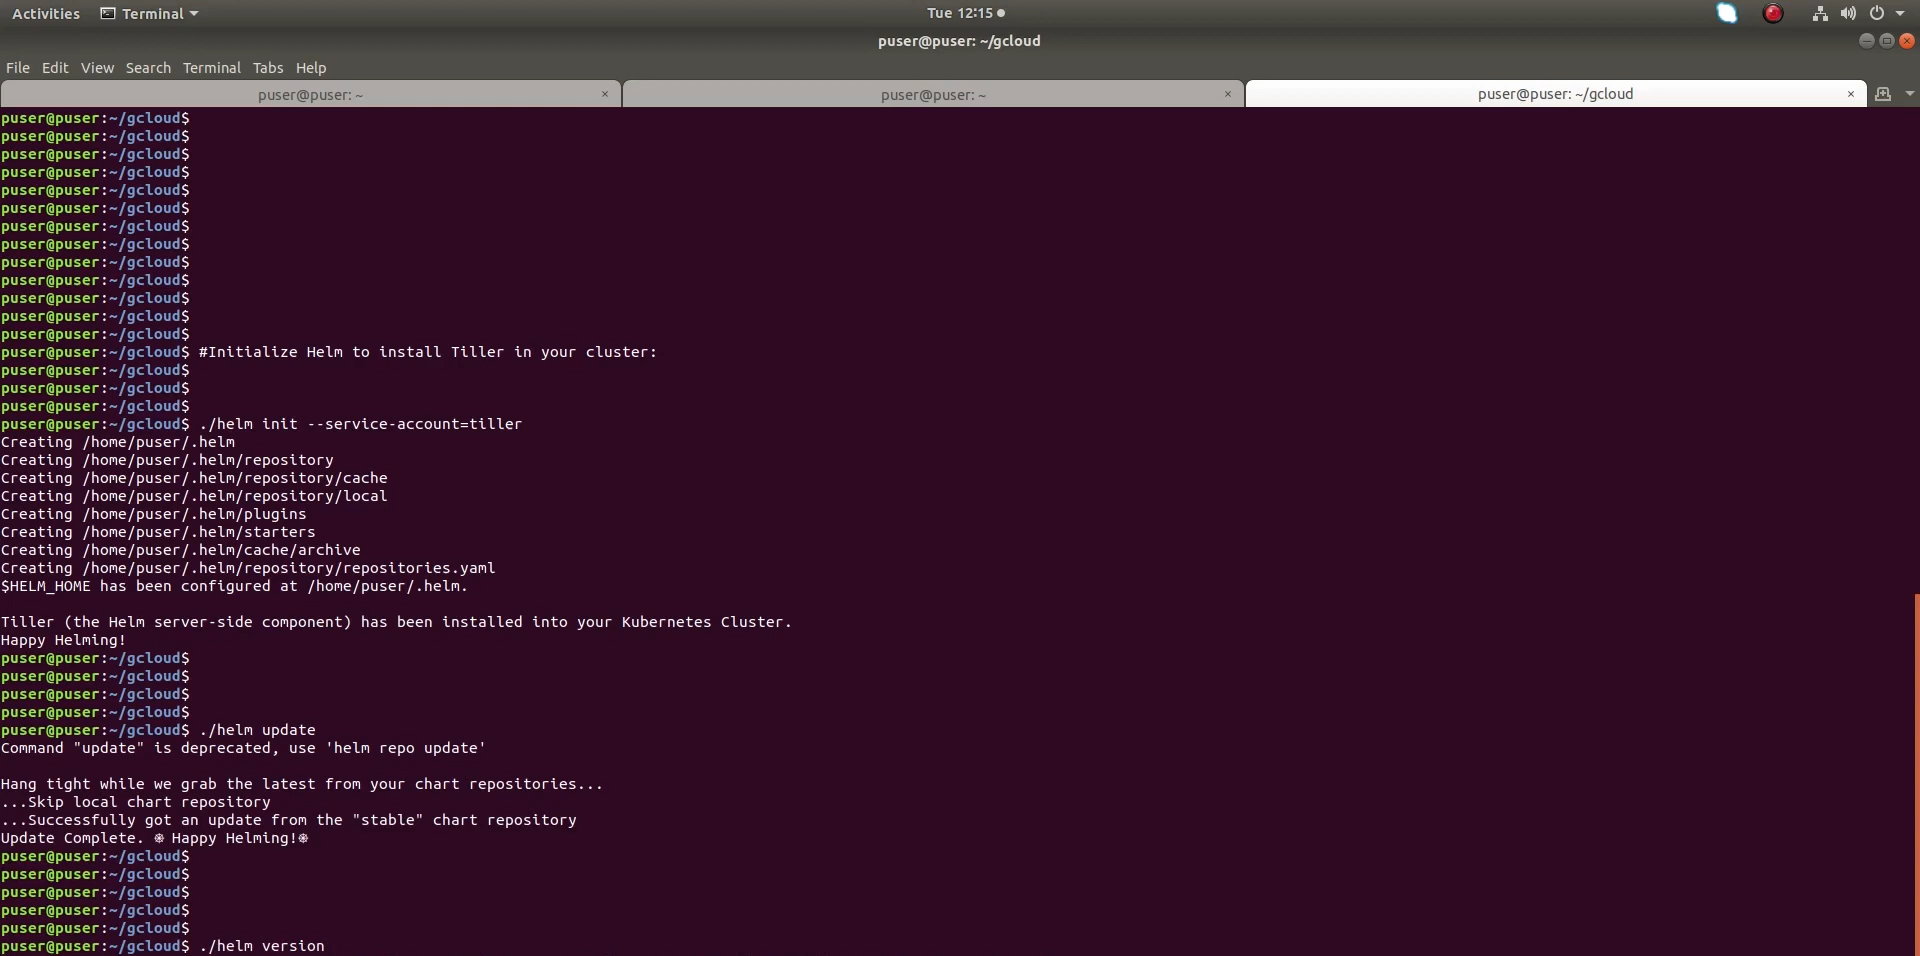 Activities Terminal Tue 12:15
puser@puser: ~/gcloud
File Edit View Search Terminal Tabs Help
puser@puser: ~ × puser@puser: ~ × puser@puser: ~/gcloud ×
puser@puser:~/gcloud$
puser@puser:~/gcloud$
puser@puser:~/gcloud$
puser@puser:~/gcloud$
puser@puser:~/gcloud$
puser@puser:~/gcloud$
puser@puser:~/gcloud$
puser@puser:~/gcloud$
puser@puser:~/gcloud$
puser@puser:~/gcloud$
puser@puser:~/gcloud$
puser@puser:~/gcloud$
puser@puser:~/gcloud$
puser@puser:~/gcloud$ #Initialize Helm to install Tiller in your cluster:
puser@puser:~/gcloud$
puser@puser:~/gcloud$
puser@puser:~/gcloud$
puser@puser:~/gcloud$ ./helm init --service-account=tiller
Creating /home/puser/.helm
Creating /home/puser/.helm/repository
Creating /home/puser/.helm/repository/cache
Creating /home/puser/.helm/repository/local
Creating /home/puser/.helm/plugins
Creating /home/puser/.helm/starters
Creating /home/puser/.helm/cache/archive
Creating /home/puser/.helm/repository/repositories.yaml
$HELM_HOME has been configured at /home/puser/.helm.
Tiller (the Helm server-side component) has been installed into your Kubernetes Cluster.
Happy Helming!
puser@puser:~/gcloud$
puser@puser:~/gcloud$
puser@puser:~/gcloud$
puser@puser:~/gcloud$
puser@puser:~/gcloud$ ./helm update
Command "update" is deprecated, use 'helm repo update'
Hang tight while we grab the latest from your chart repositories...
...Skip local chart repository
...Successfully got an update from the "stable" chart repository
Update Complete. ⎈ Happy Helming!⎈
puser@puser:~/gcloud$
puser@puser:~/gcloud$
puser@puser:~/gcloud$
puser@puser:~/gcloud$
puser@puser:~/gcloud$
puser@puser:~/gcloud$ ./helm version